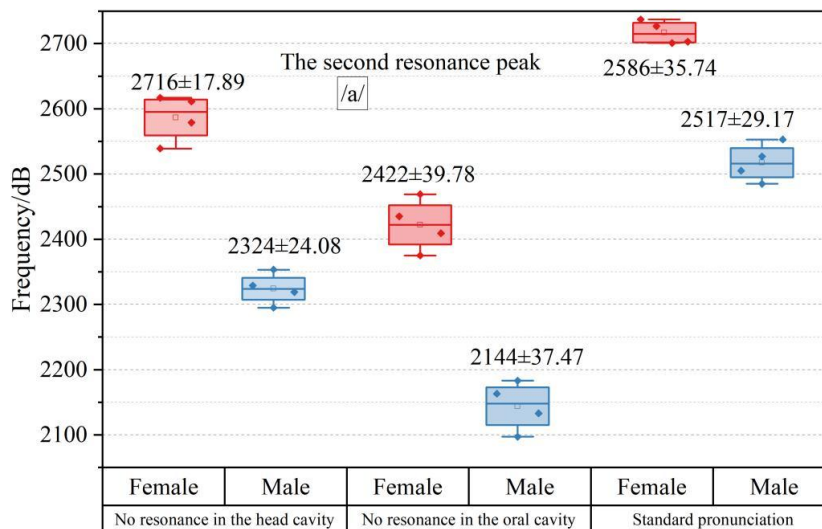 2700
2600
2500
2400
2300
2200
2100
Frequency/dB
The second resonance peak
/a/
2716±17.89
2324±24.08
2422±39.78
2144±37.47
2586±35.74
2517±29.17
Female Male Female Male Female Male
No resonance in the head cavity No resonance in the oral cavity Standard pronunciation